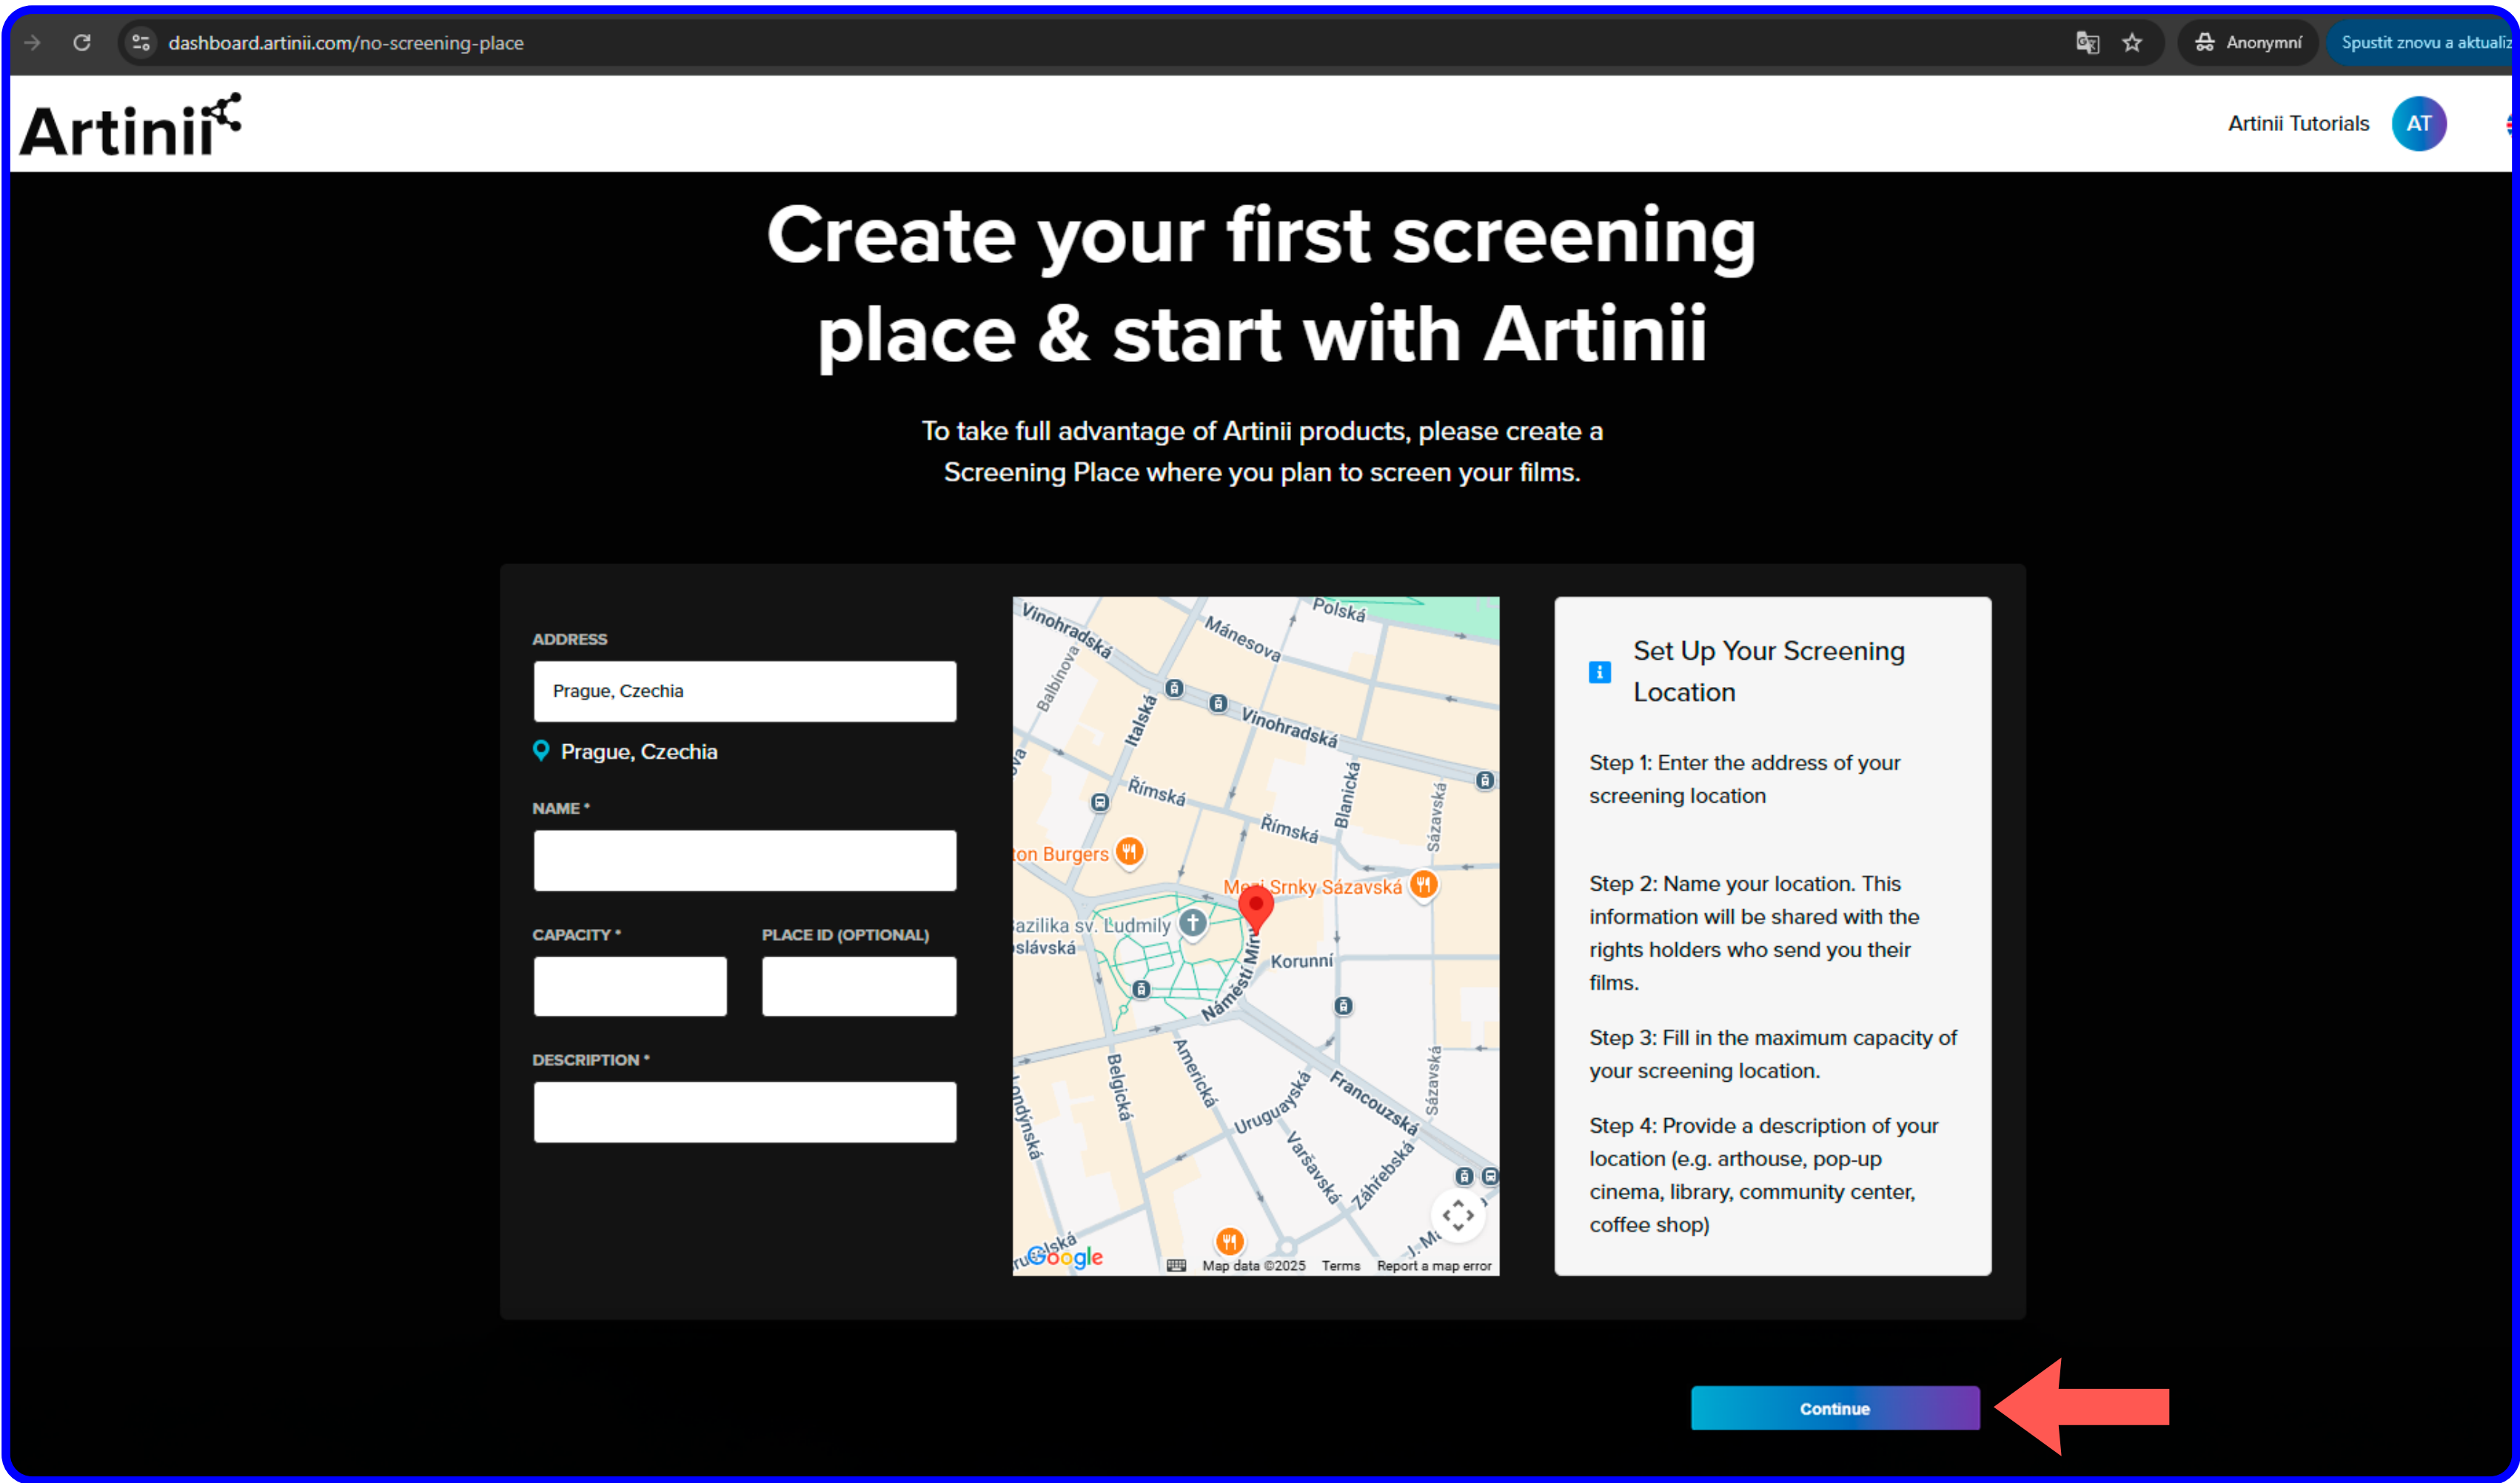 dashboard.artinii.com/no-screening-place
Anonymní
Spustit znovu a aktualiz
Artinii
Artinii Tutorials
AT
Create your first screening
place & start with Artinii
To take full advantage of Artinii products, please create a
Screening Place where you plan to screen your films.
ADDRESS
Prague, Czechia
Prague, Czechia
NAME *
CAPACITY *
PLACE ID (OPTIONAL)
DESCRIPTION *
Polská
Vinohradská
Mánesova
Balbínova
Italská
Vinohradská
Římská
Blanická
Sázavská
Římská
ton Burgers
Mezi Srnky Sázavská
azilika sv. Ludmily
slávská
Korunní
Náměstí Míru
Americká
Belgická
Sázavská
Francouzská
Uruguayská
ondýnská
Varšavská
Záhřebská
Google
Map data ©2025
Terms
Report a map error
Set Up Your Screening
Location
Step 1: Enter the address of your
screening location
Step 2: Name your location. This
information will be shared with the
rights holders who send you their
films.
Step 3: Fill in the maximum capacity of
your screening location.
Step 4: Provide a description of your
location (e.g. arthouse, pop-up
cinema, library, community center,
coffee shop)
Continue